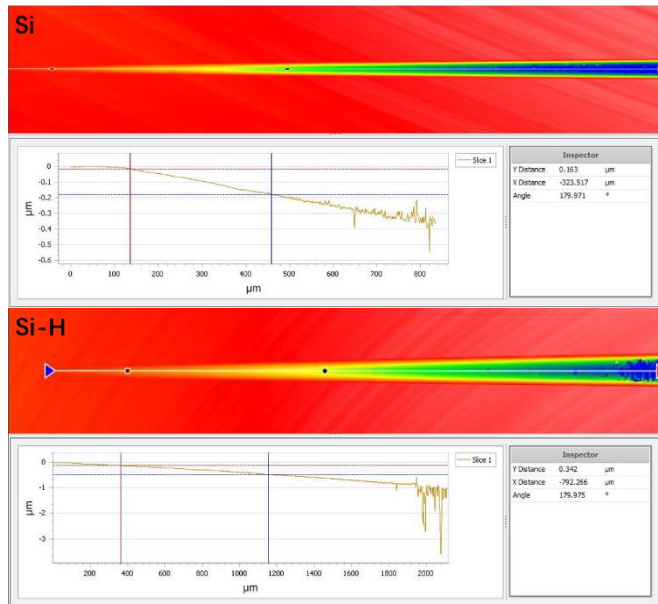 Si
0
-0.1
-0.2
-0.3
-0.4
-0.5
-0.6
µm
0 100 200 300 400 500 600 700 800
µm
Slice 1
Inspector
Y Distance 0.163 µm
X Distance -323.517 µm
Angle 179.971 °
Si-H
0
-1
-2
-3
µm
200 400 600 800 1000 1200 1400 1600 1800 2000
µm
Slice 1
Inspector
Y Distance 0.342 µm
X Distance -792.266 µm
Angle 179.975 °